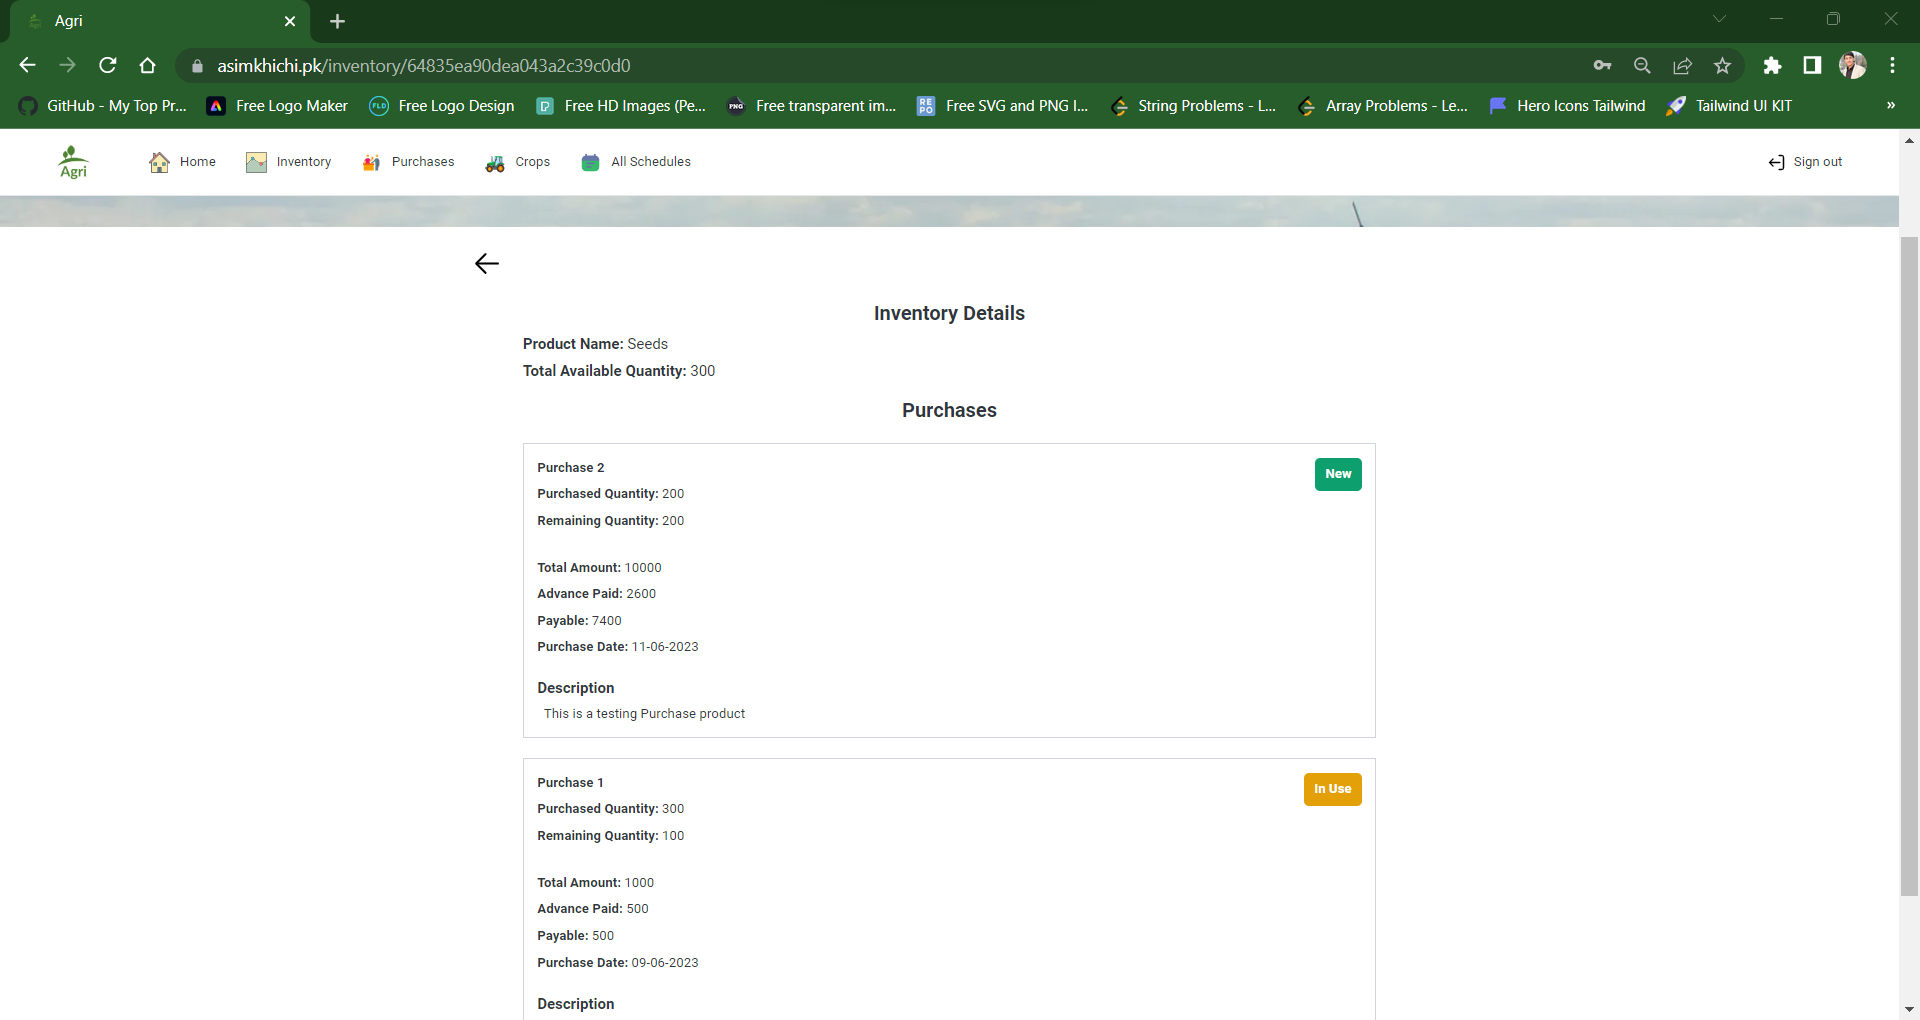 Agri
asimkhichi.pk/inventory/64835ea90dea043a2c39c0d0
GitHub - My Top Pr... Free Logo Maker FLD Free Logo Design Free HD Images (Pe... PNG Free transparent im... RE PO Free SVG and PNG I... String Problems - L... Array Problems - Le... Hero Icons Tailwind Tailwind UI KIT »
Agri Home Inventory Purchases Crops All Schedules Sign out
Inventory Details
Product Name: Seeds
Total Available Quantity: 300
Purchases
Purchase 2 New
Purchased Quantity: 200
Remaining Quantity: 200
Total Amount: 10000
Advance Paid: 2600
Payable: 7400
Purchase Date: 11-06-2023
Description
This is a testing Purchase product
Purchase 1 In Use
Purchased Quantity: 300
Remaining Quantity: 100
Total Amount: 1000
Advance Paid: 500
Payable: 500
Purchase Date: 09-06-2023
Description